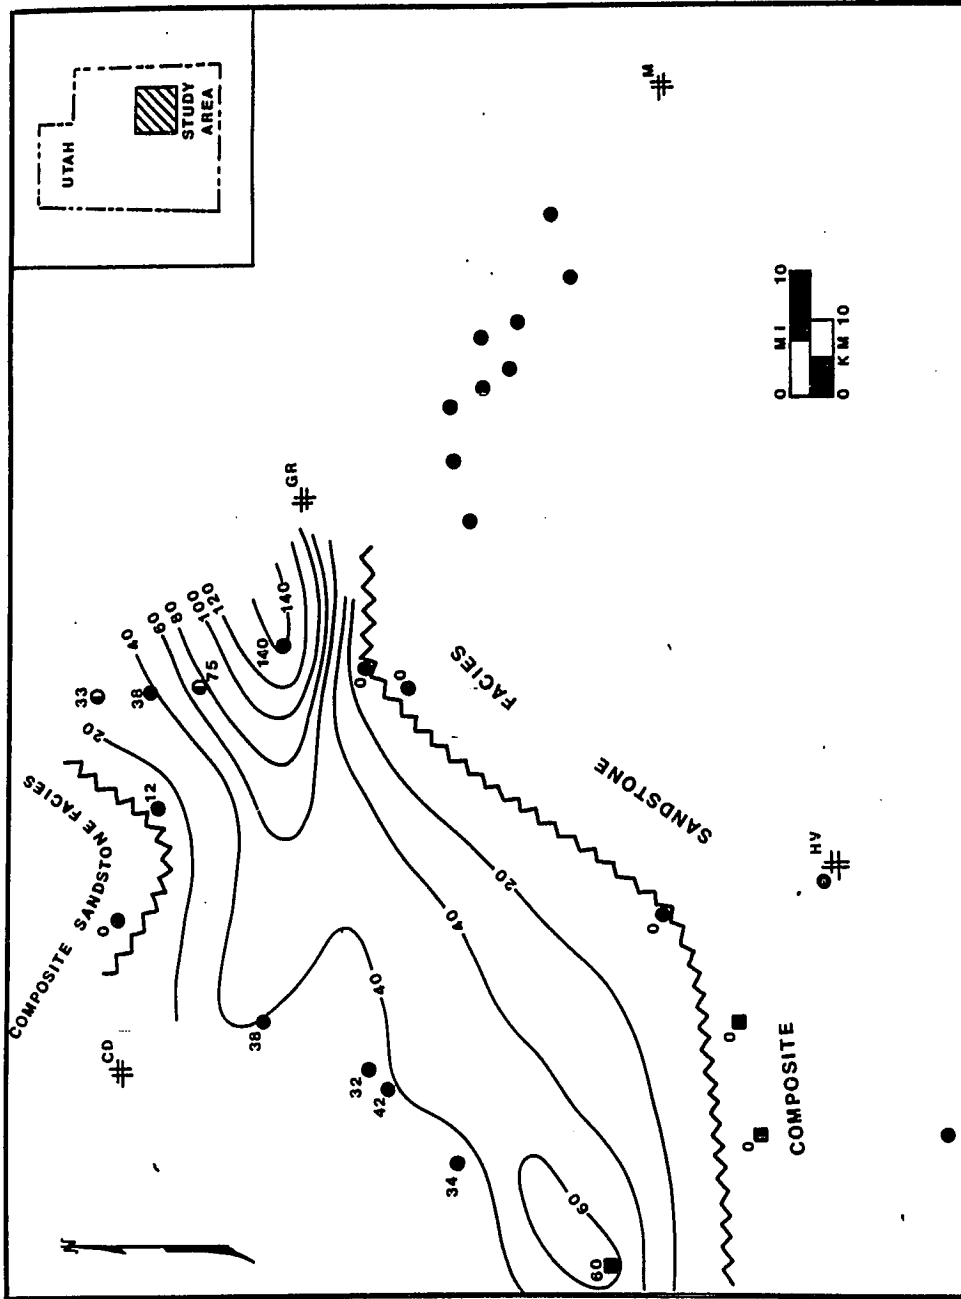 UTAH
STUDY
AREA
COMPOSITE SANDSTONE FACIES
N
CD
0
12
20
33
38
40
60
80
100
120
75
140
140
GR
M
38
32
42
34
40
40
20
60
60
0
0
0
0
0
FACIES
SANDSTONE
COMPOSITE
HV
0 MI 10
0 KM 10